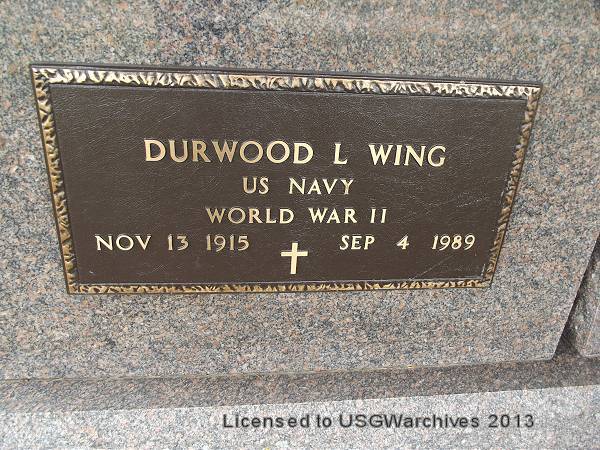 DURWOOD L WING
US NAVY
WORLD WAR II
NOV 13 1915 SEP 4 1989
Licensed to USGWarchives 2013